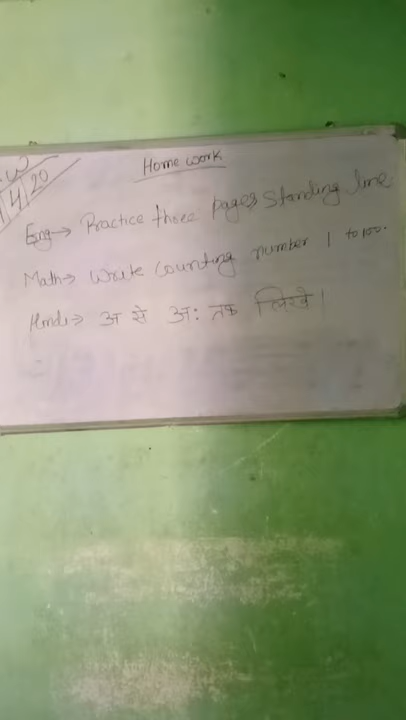 Home work
Eng→ Practice three pages Standing line
Math→ Write Counting number 1 to 100.
Hindi→ अ से अः तक लिखे।